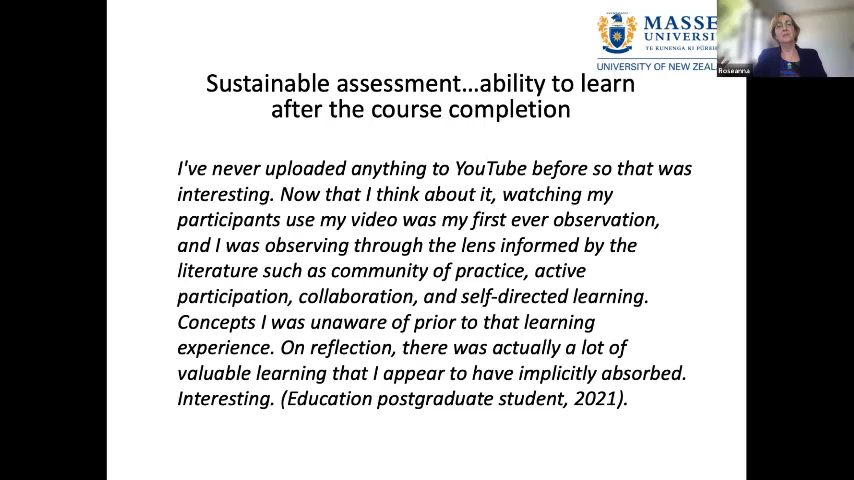 MASSE
UNIVERSI
TE KUNENGA KI PŪREH
UNIVERSITY OF NEW ZEAL
Roseanna
Sustainable assessment...ability to learn
after the course completion
I've never uploaded anything to YouTube before so that was
interesting. Now that I think about it, watching my
participants use my video was my first ever observation,
and I was observing through the lens informed by the
literature such as community of practice, active
participation, collaboration, and self-directed learning.
Concepts I was unaware of prior to that learning
experience. On reflection, there was actually a lot of
valuable learning that I appear to have implicitly absorbed.
Interesting. (Education postgraduate student, 2021).